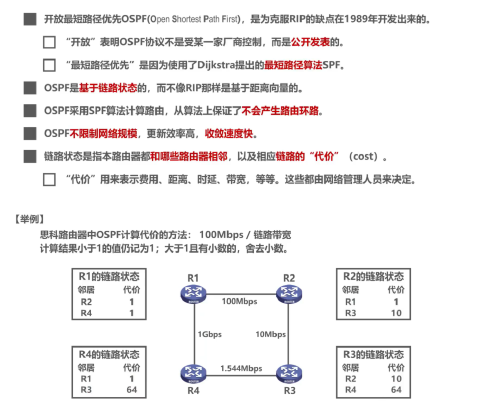 开放最短路径优先OSPF(Open Shortest Path First)，是为克服RIP的缺点在1989年开发出来的。
“开放”表明OSPF协议不是受某一家厂商控制，而是公开发表的。
“最短路径优先”是因为使用了Dijkstra提出的最短路径算法SPF。
OSPF是基于链路状态的，而不像RIP那样是基于距离向量的。
OSPF采用SPF算法计算路由，从算法上保证了不会产生路由环路。
OSPF不限制网络规模，更新效率高，收敛速度快。
链路状态是指本路由器都和哪些路由器相邻，以及相应链路的“代价”（cost）。
“代价”用来表示费用、距离、时延、带宽，等等。这些都由网络管理人员来决定。
【举例】
思科路由器中OSPF计算代价的方法： 100Mbps / 链路带宽
计算结果小于1的值仍记为1；大于1且有小数的，舍去小数。
R1的链路状态
邻居 代价
R2 1
R4 1
R1
R2
100Mbps
1Gbps
10Mbps
1.544Mbps
R4
R3
R2的链路状态
邻居 代价
R1 1
R3 10
R4的链路状态
邻居 代价
R1 1
R3 64
R3的链路状态
邻居 代价
R2 10
R4 64